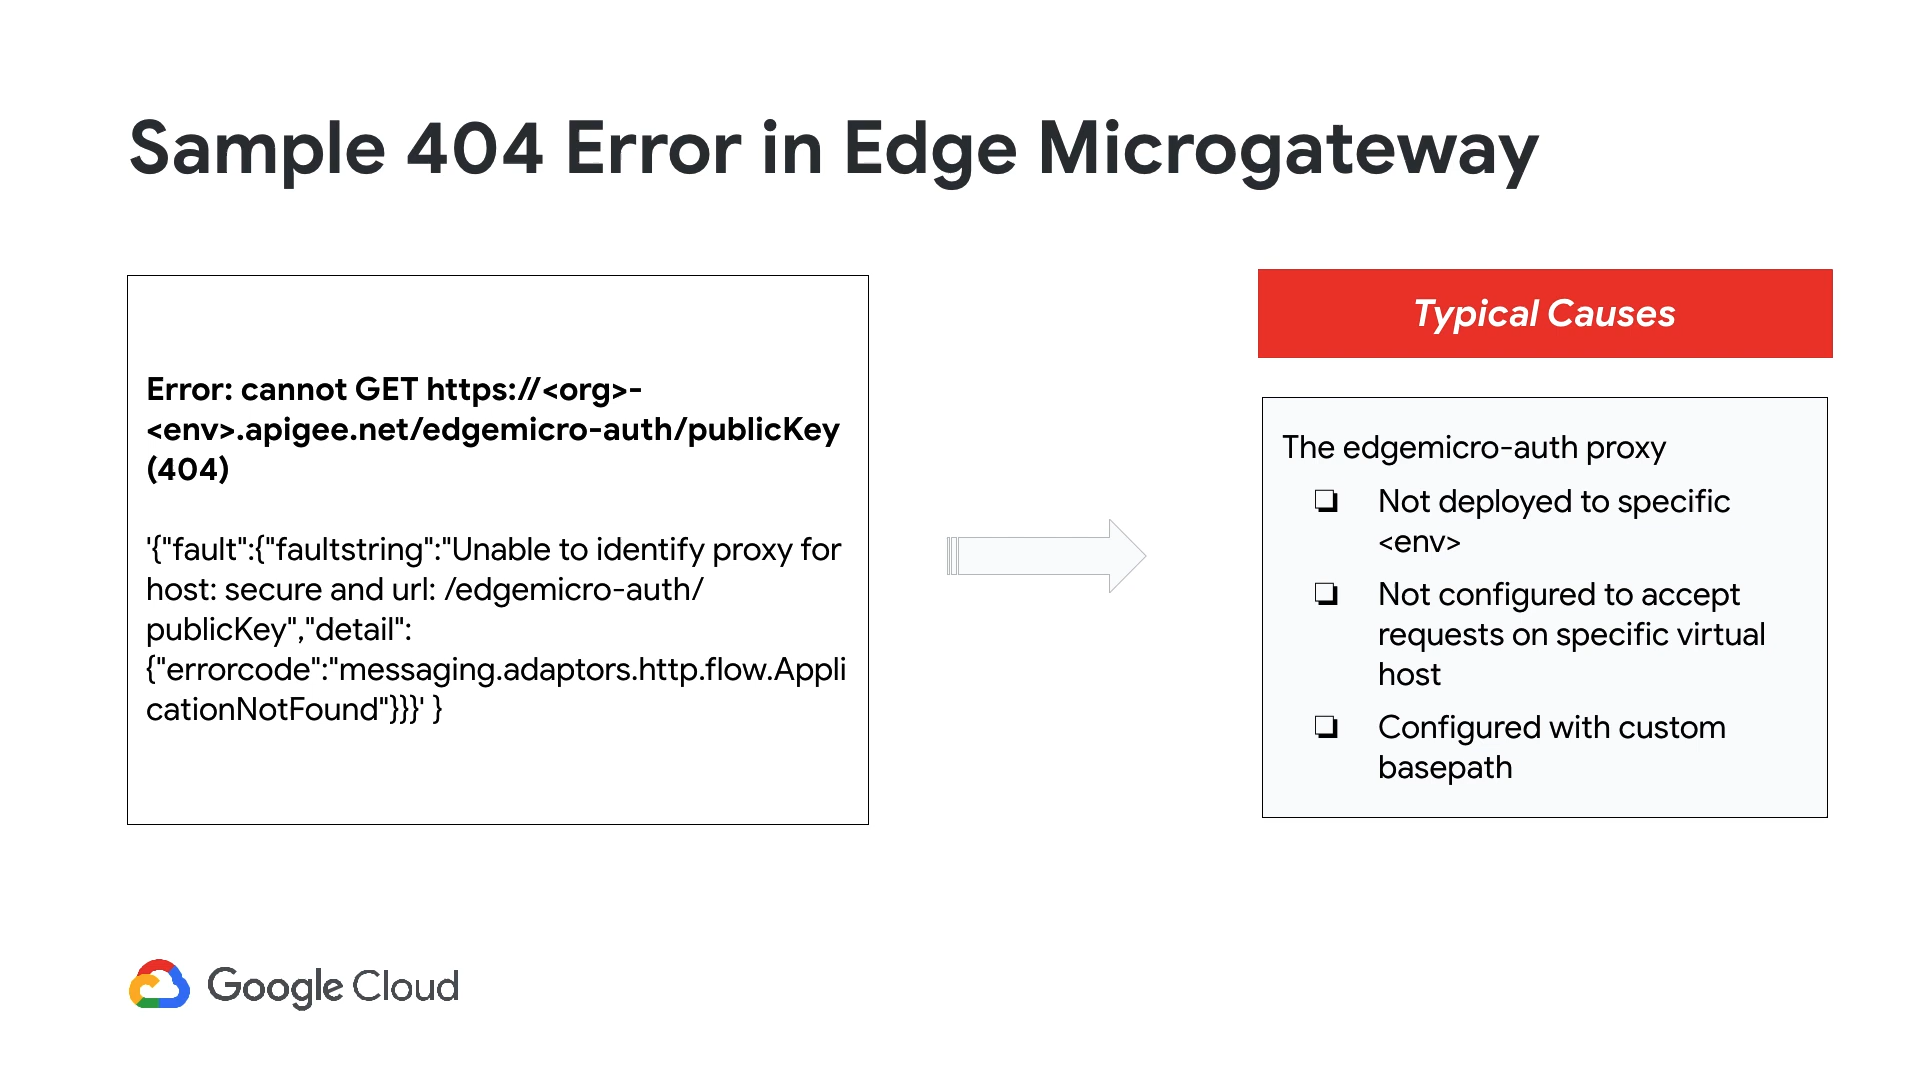 Sample 404 Error in Edge Microgateway
Error: cannot GET https://<org>-
<env>.apigee.net/edgemicro-auth/publicKey
(404)
'{"fault":{"faultstring":"Unable to identify proxy for
host: secure and url: /edgemicro-auth/
publicKey","detail":
{"errorcode":"messaging.adaptors.http.flow.Appli
cationNotFound"}}}' }
Typical Causes
The edgemicro-auth proxy
❏ Not deployed to specific
<env>
❏ Not configured to accept
requests on specific virtual
host
❏ Configured with custom
basepath
Google Cloud